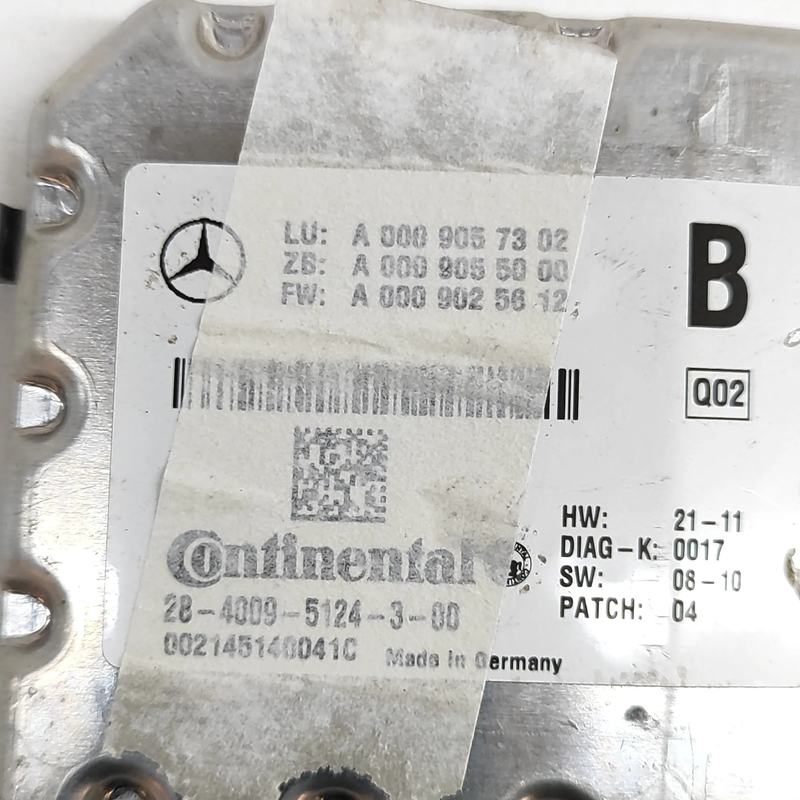 LU: A 000 905 73 02
ZB: A 000 905 50 00
FW: A 000 902 56 12
B
Q02
HW: 21-11
DIAG-K: 0017
SW: 08-10
PATCH: 04
Continental
28-4009-5124-3-00
002145140041C
Made in Germany